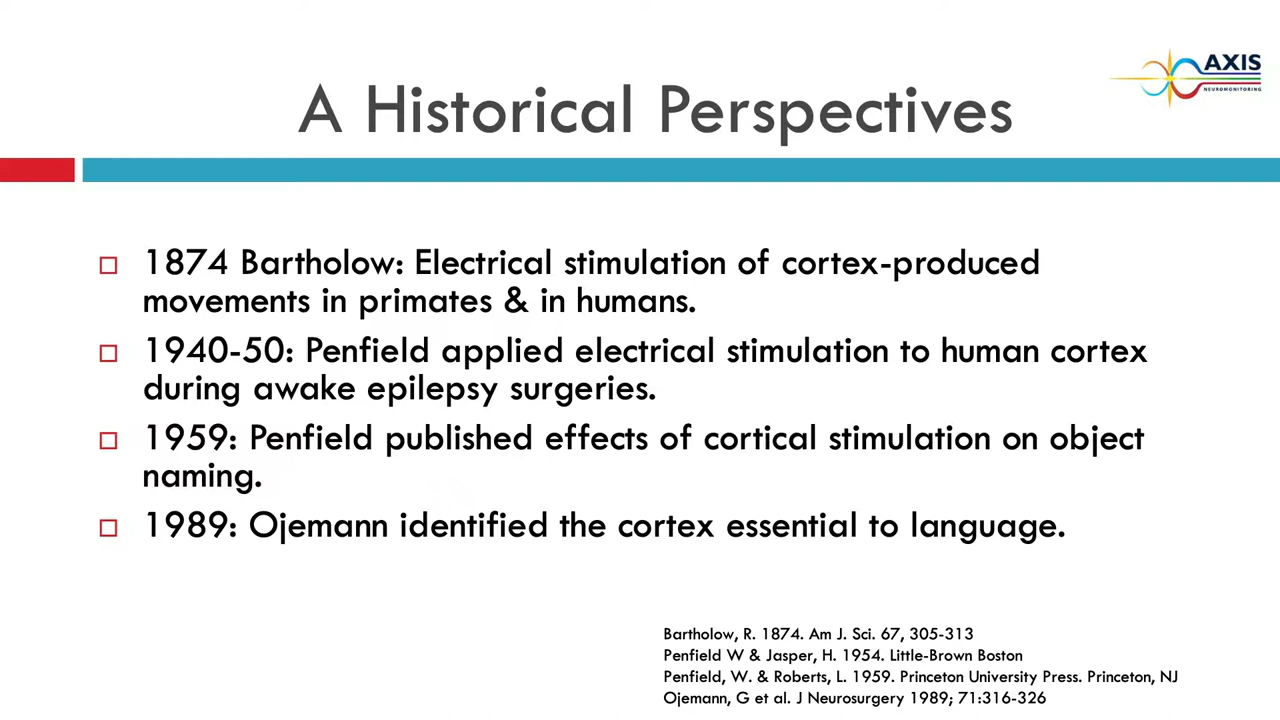 AXIS
NEUROMONITORING
A Historical Perspectives
1874 Bartholow: Electrical stimulation of cortex-produced
movements in primates & in humans.
1940-50: Penfield applied electrical stimulation to human cortex
during awake epilepsy surgeries.
1959: Penfield published effects of cortical stimulation on object
naming.
1989: Ojemann identified the cortex essential to language.
Bartholow, R. 1874. Am J. Sci. 67, 305-313
Penfield W & Jasper, H. 1954. Little-Brown Boston
Penfield, W. & Roberts, L. 1959. Princeton University Press. Princeton, NJ
Ojemann, G et al. J Neurosurgery 1989; 71:316-326